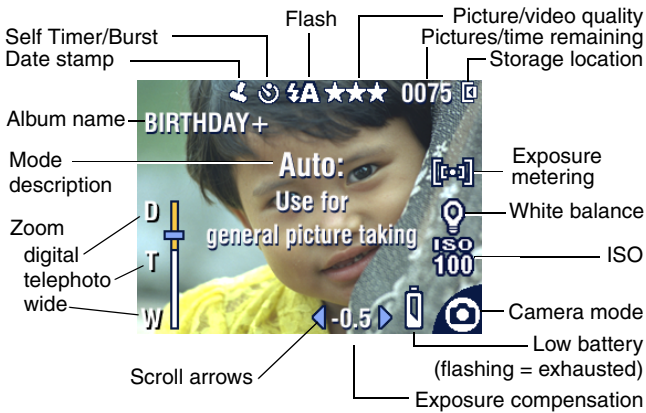 Flash
Picture/video quality
Self Timer/Burst
Pictures/time remaining
Date stamp
Storage location
A
0075
Album name
BIRTHDAY+
Mode
description
Auto:
Use for
general picture taking
Exposure
metering
White balance
ISO
100
ISO
Zoom
digital
telephoto
wide
D
T
W
-0.5
Camera mode
Low battery
(flashing = exhausted)
Scroll arrows
Exposure compensation